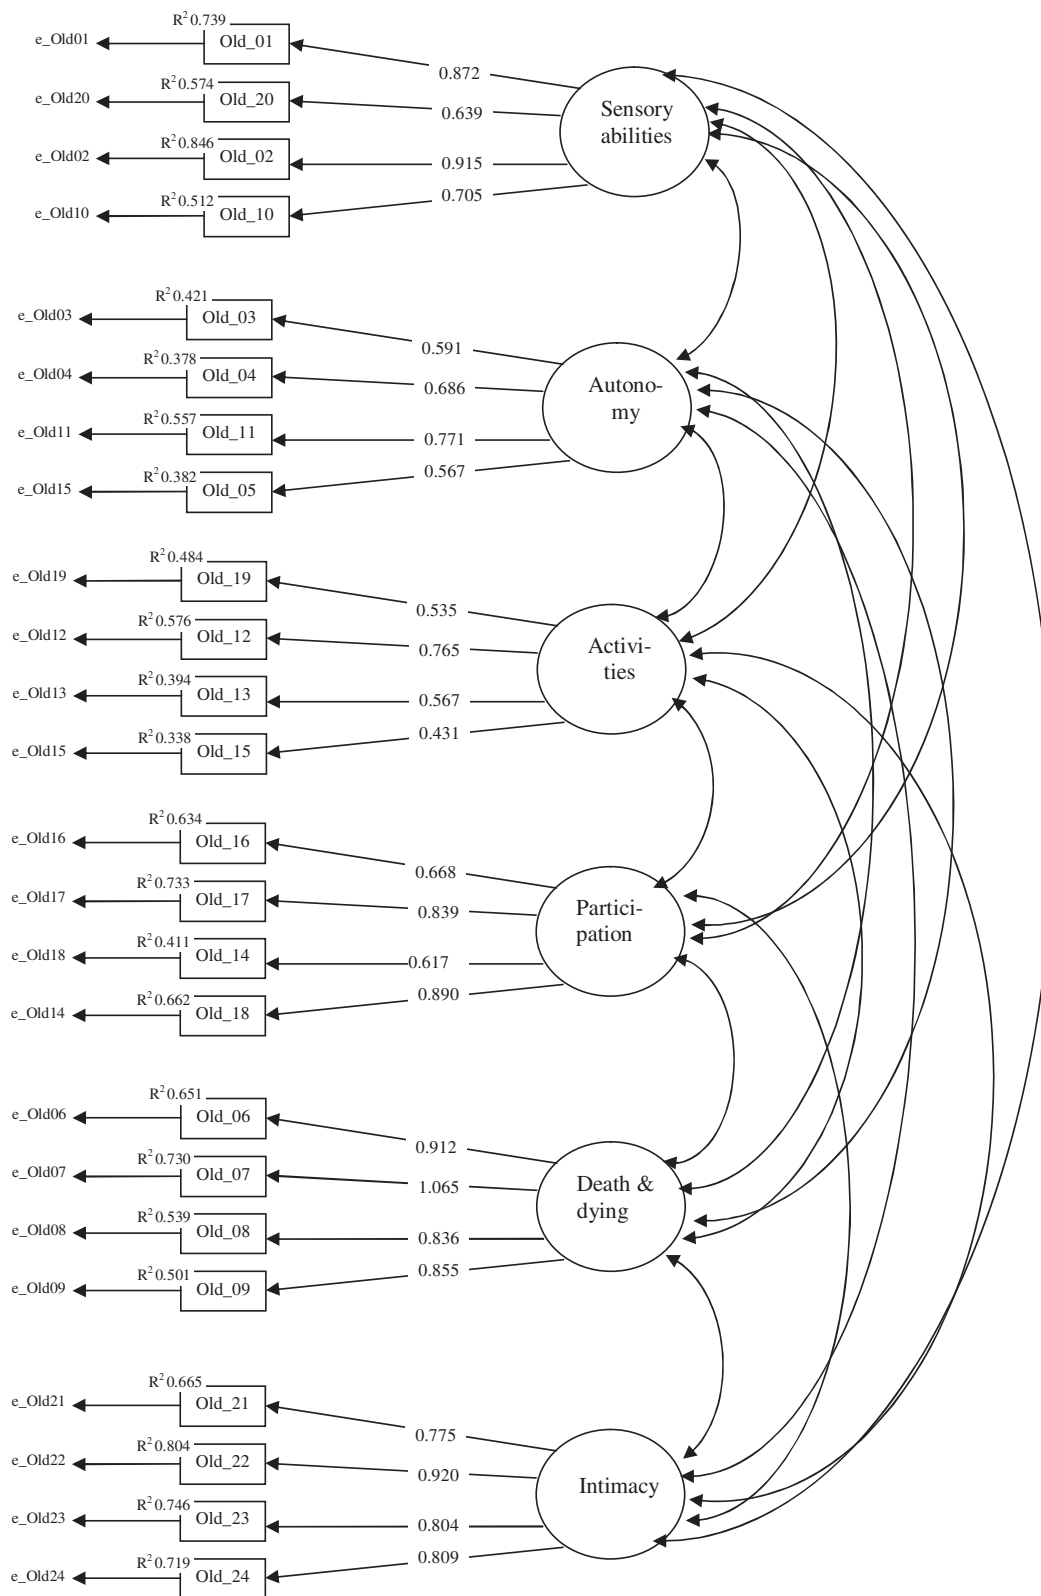 R² 0.739
e_Old01 Old_01
0.872
R² 0.574
e_Old20 Old_20
0.639
R² 0.846
e_Old02 Old_02
0.915
R² 0.512
e_Old10 Old_10
0.705
Sensory
abilities
R² 0.421
e_Old03 Old_03
0.591
R² 0.378
e_Old04 Old_04
0.686
R² 0.557
e_Old11 Old_11
0.771
R² 0.382
e_Old15 Old_05
0.567
Autono-
my
R² 0.484
e_Old19 Old_19
0.535
R² 0.576
e_Old12 Old_12
0.765
R² 0.394
e_Old13 Old_13
0.567
R² 0.338
e_Old15 Old_15
0.431
Activi-
ties
R² 0.634
e_Old16 Old_16
0.668
R² 0.733
e_Old17 Old_17
0.839
R² 0.411
e_Old18 Old_14
0.617
R² 0.662
e_Old14 Old_18
0.890
Partici-
pation
R² 0.651
e_Old06 Old_06
0.912
R² 0.730
e_Old07 Old_07
1.065
R² 0.539
e_Old08 Old_08
0.836
R² 0.501
e_Old09 Old_09
0.855
Death &
dying
R² 0.665
e_Old21 Old_21
0.775
R² 0.804
e_Old22 Old_22
0.920
R² 0.746
e_Old23 Old_23
0.804
R² 0.719
e_Old24 Old_24
0.809
Intimacy